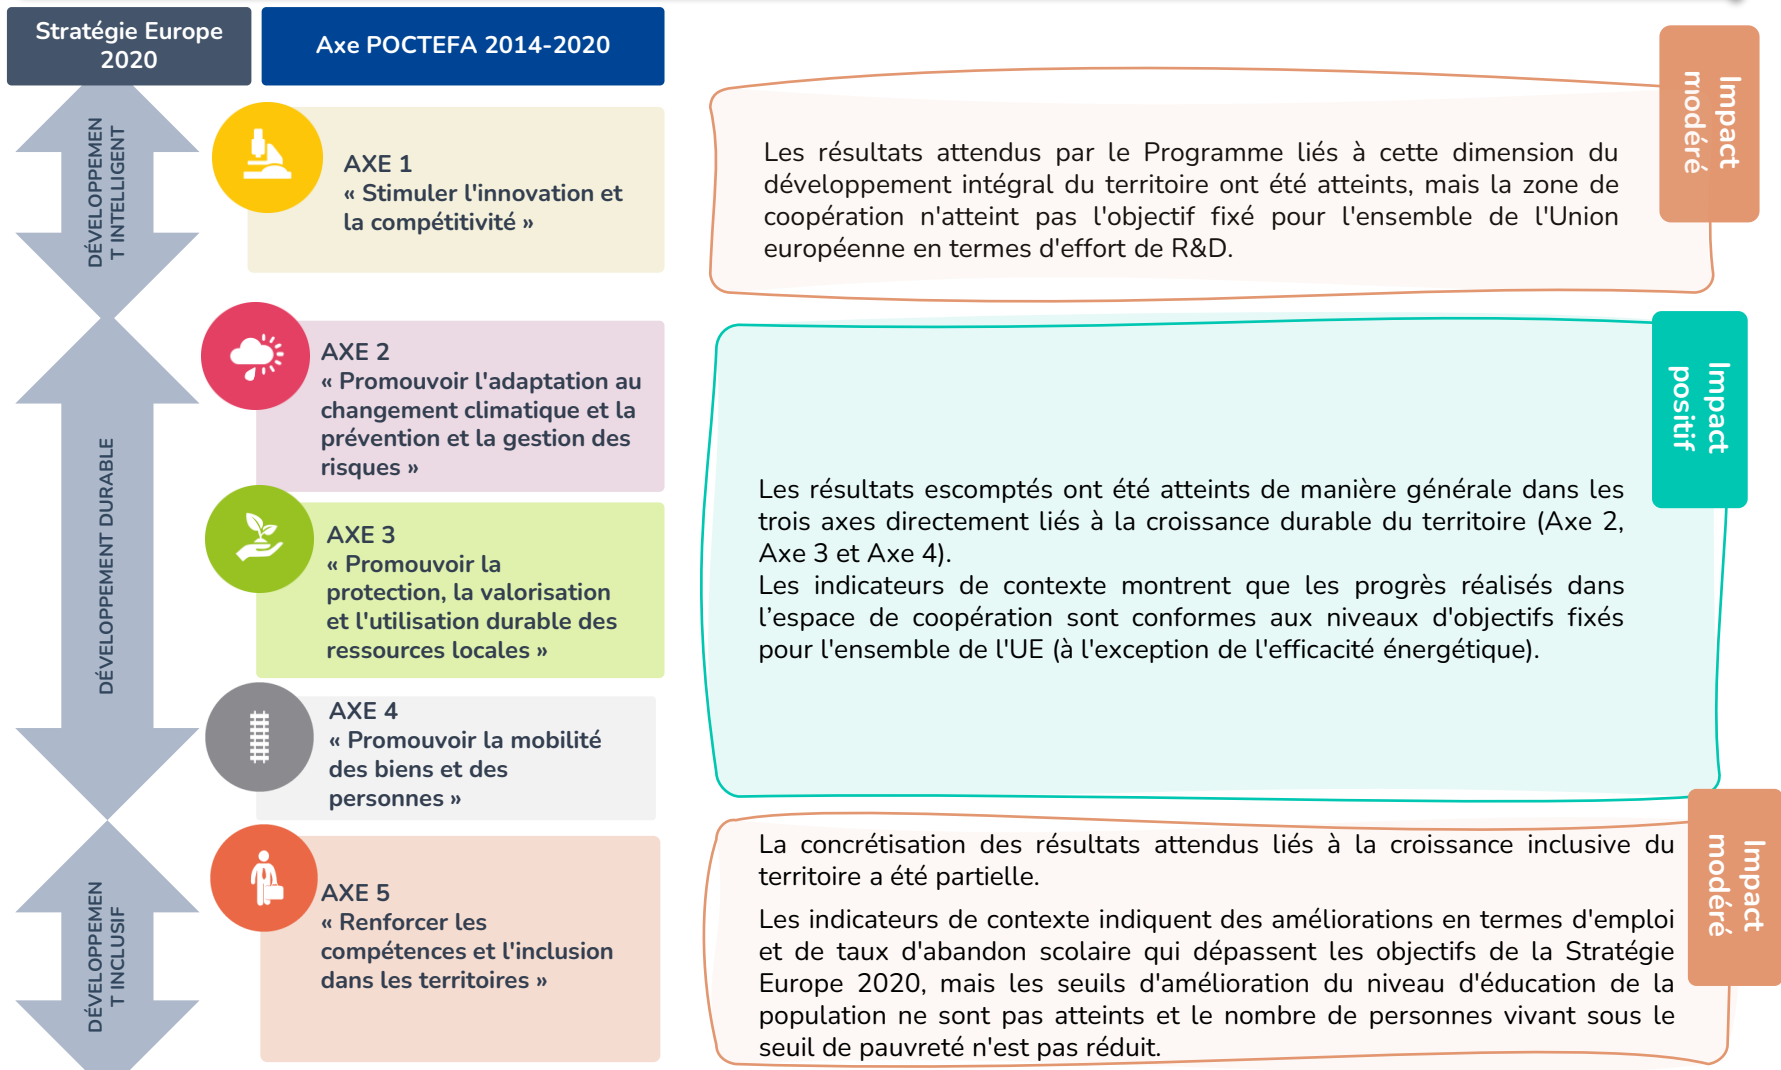 Stratégie Europe
2020
Axe POCTEFA 2014-2020
DÉVELOPPEMEN
T INTELLIGENT
AXE 1
« Stimuler l'innovation et
la compétitivité »
Les résultats attendus par le Programme liés à cette dimension du
développement intégral du territoire ont été atteints, mais la zone de
coopération n'atteint pas l'objectif fixé pour l'ensemble de l'Union
européenne en termes d'effort de R&D.
Impact
modéré
DÉVELOPPEMENT DURABLE
AXE 2
« Promouvoir l'adaptation au
changement climatique et la
prévention et la gestion des
risques »
AXE 3
« Promouvoir la
protection, la valorisation
et l'utilisation durable des
ressources locales »
AXE 4
« Promouvoir la mobilité
des biens et des
personnes »
Les résultats escomptés ont été atteints de manière générale dans les
trois axes directement liés à la croissance durable du territoire (Axe 2,
Axe 3 et Axe 4).
Les indicateurs de contexte montrent que les progrès réalisés dans
l’espace de coopération sont conformes aux niveaux d'objectifs fixés
pour l'ensemble de l'UE (à l'exception de l'efficacité énergétique).
Impact
positif
DÉVELOPPEMEN
T INCLUSIF
AXE 5
« Renforcer les
compétences et l'inclusion
dans les territoires »
La concrétisation des résultats attendus liés à la croissance inclusive du
territoire a été partielle.
Les indicateurs de contexte indiquent des améliorations en termes d'emploi
et de taux d'abandon scolaire qui dépassent les objectifs de la Stratégie
Europe 2020, mais les seuils d'amélioration du niveau d'éducation de la
population ne sont pas atteints et le nombre de personnes vivant sous le
seuil de pauvreté n'est pas réduit.
Impact
modéré